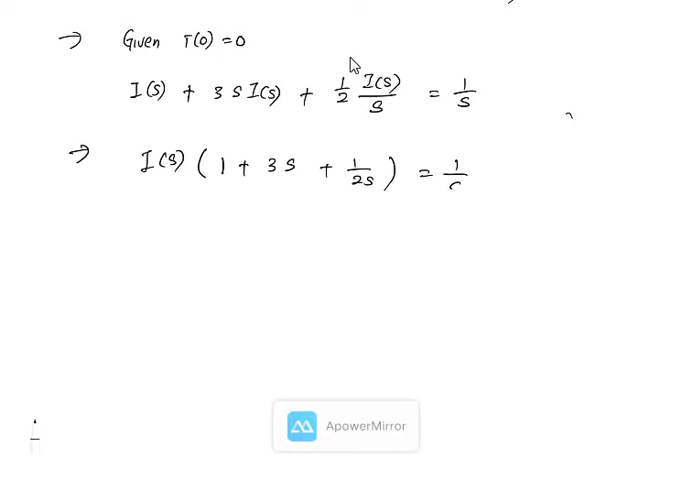 → Given I(0) = 0
I(s) + 3 s I(s) + 1/2 I(s)/s = 1/s
→ I(s) ( 1 + 3 s + 1/2s ) = 1/s
ApowerMirror